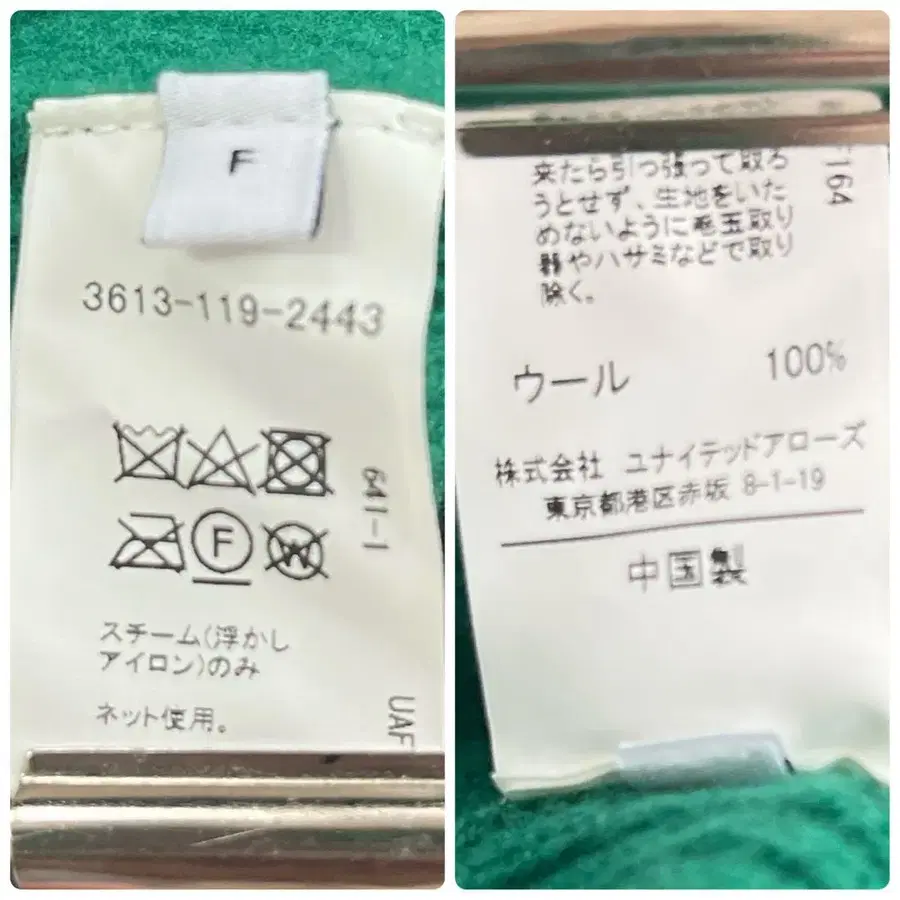 F
3613-119-2443
F
W
641-1
スチーム(浮かし
アイロン)のみ
ネット使用。
UAF
来たら引っ張って取ろ
うとせず、生地をいた
めないように毛玉取り
器やハサミなどで取り
除く。
164
ウール 100%
株式会社 ユナイテッドアローズ
東京都港区赤坂 8-1-19
中国製